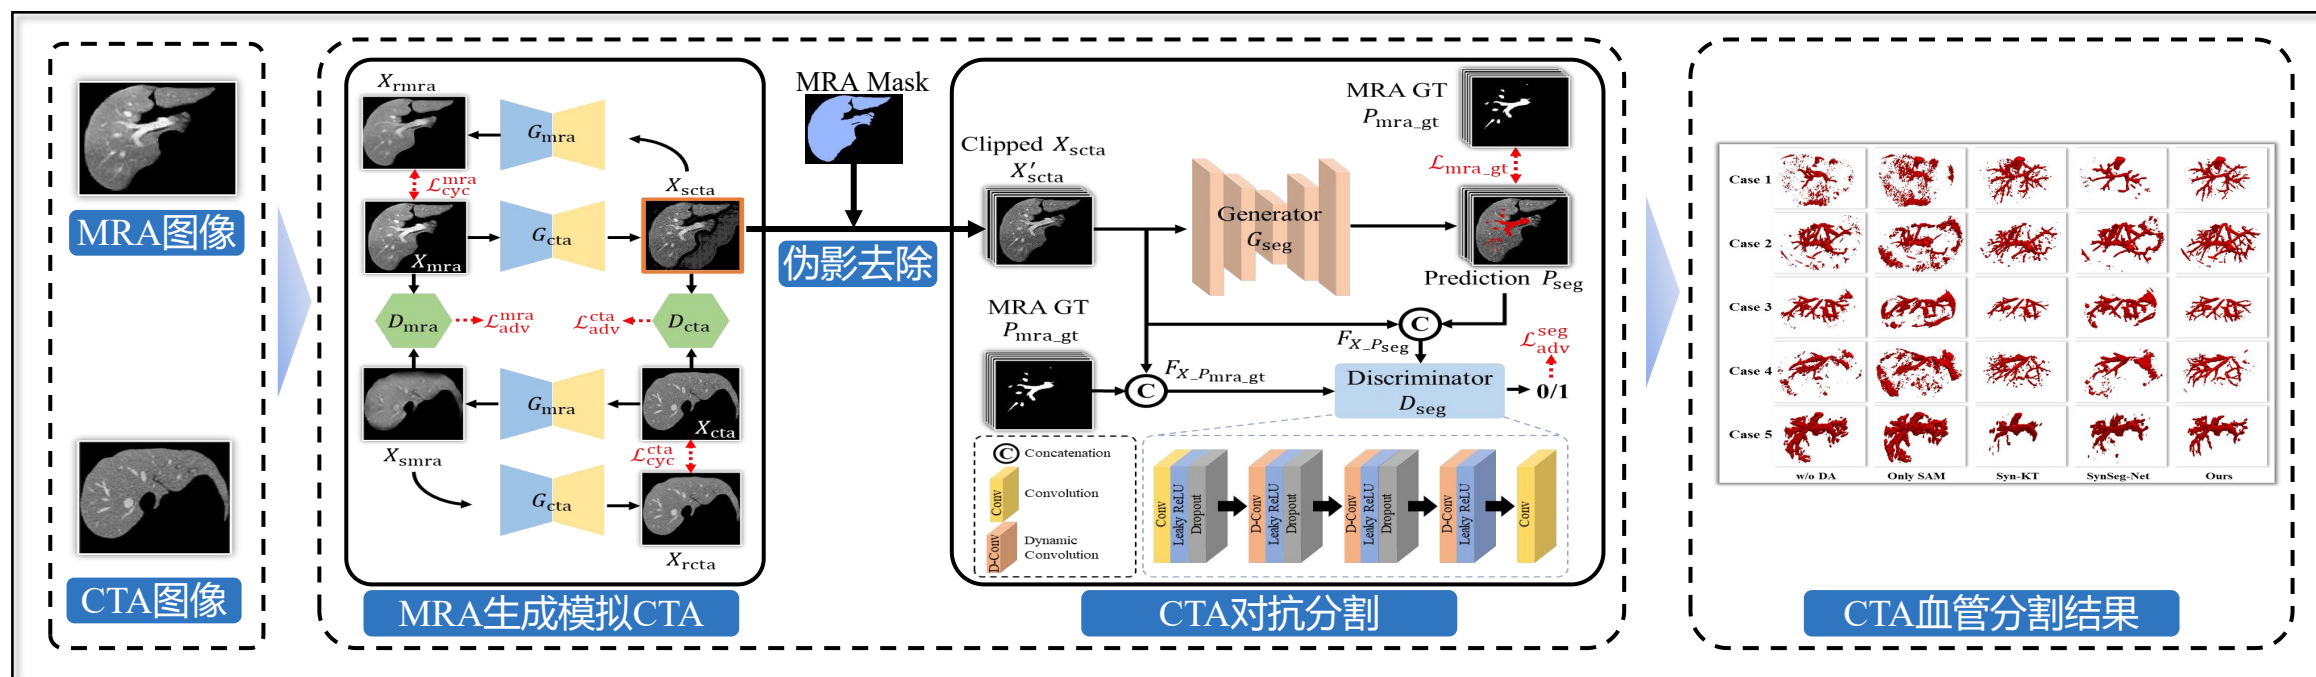 MRA图像
CTA图像
X_rmra
G_mra
ℒ_cyc^mra
X_scta
X_mra
G_cta
D_mra
ℒ_adv^mra
ℒ_adv^cta
D_cta
G_mra
X_cta
X_smra
ℒ_cyc^cta
G_cta
X_rcta
MRA生成模拟CTA
MRA Mask
伪影去除
Clipped X_scta
X′_scta
Generator
G_seg
MRA GT
P_mra_gt
ℒ_mra_gt
Prediction P_seg
MRA GT
P_mra_gt
C
F_X_P_seg
ℒ_adv^seg
C
F_X_P_mra_gt
Discriminator
D_seg
0/1
C Concatenation
Conv Convolution
D-Conv Dynamic
Convolution
Conv
Leaky ReLU
Dropout
D-Conv
Leaky ReLU
Dropout
D-Conv
Leaky ReLU
Dropout
D-Conv
Leaky ReLU
Conv
CTA对抗分割
Case 1
Case 2
Case 3
Case 4
Case 5
w/o DA Only SAM Syn-KT SynSeg-Net Ours
CTA血管分割结果